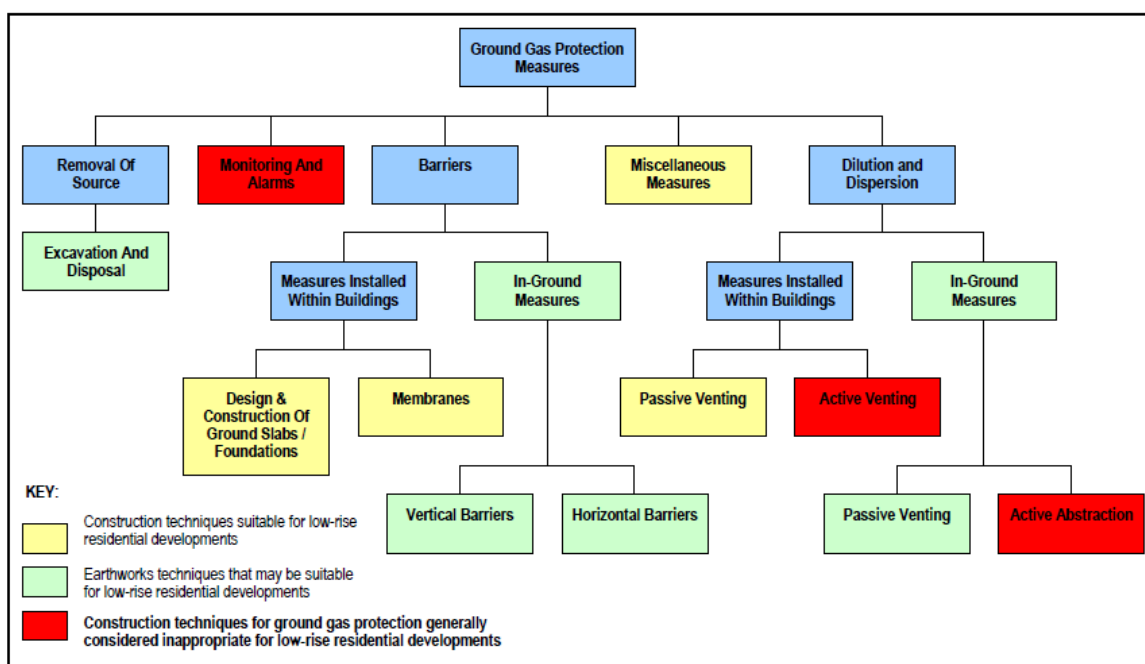 Ground Gas Protection
Measures
Removal Of
Source
Monitoring And
Alarms
Barriers
Miscellaneous
Measures
Dilution and
Dispersion
Excavation And
Disposal
Measures Installed
Within Buildings
In-Ground
Measures
Measures Installed
Within Buildings
In-Ground
Measures
Design &
Construction Of
Ground Slabs /
Foundations
Membranes
Passive Venting
Active Venting
Vertical Barriers
Horizontal Barriers
Passive Venting
Active Abstraction
KEY:
Construction techniques suitable for low-rise
residential developments
Earthworks techniques that may be suitable
for low-rise residential developments
Construction techniques for ground gas protection generally
considered inappropriate for low-rise residential developments